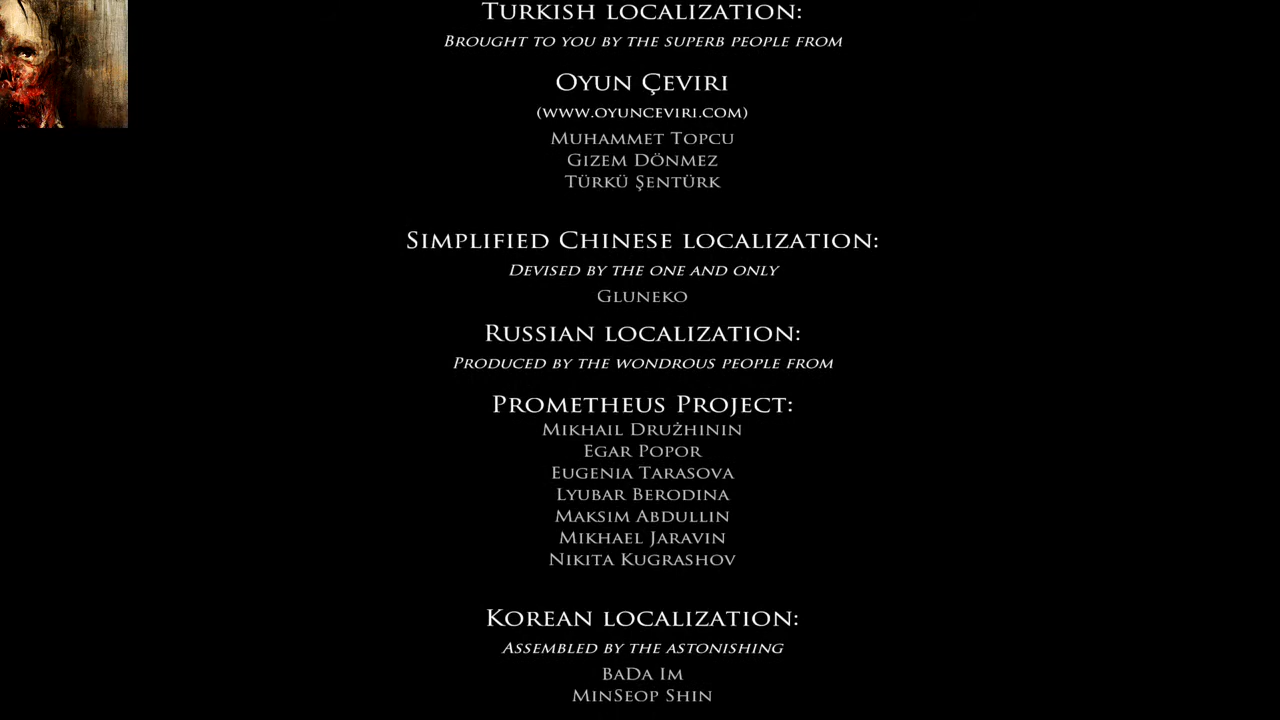 Turkish localization:
Brought to you by the superb people from
Oyun Çeviri
(www.oyunceviri.com)
Muhammet Topcu
Gizem Dönmez
Türkü Şentürk
Simplified Chinese localization:
Devised by the one and only
Gluneko
Russian localization:
Produced by the wondrous people from
Prometheus Project:
Mikhail Drużhinin
Egar Popor
Eugenia Tarasova
Lyubar Berodina
Maksim Abdullin
Mikhael Jaravin
Nikita Kugrashov
Korean localization:
Assembled by the astonishing
BaDa Im
MinSeop Shin